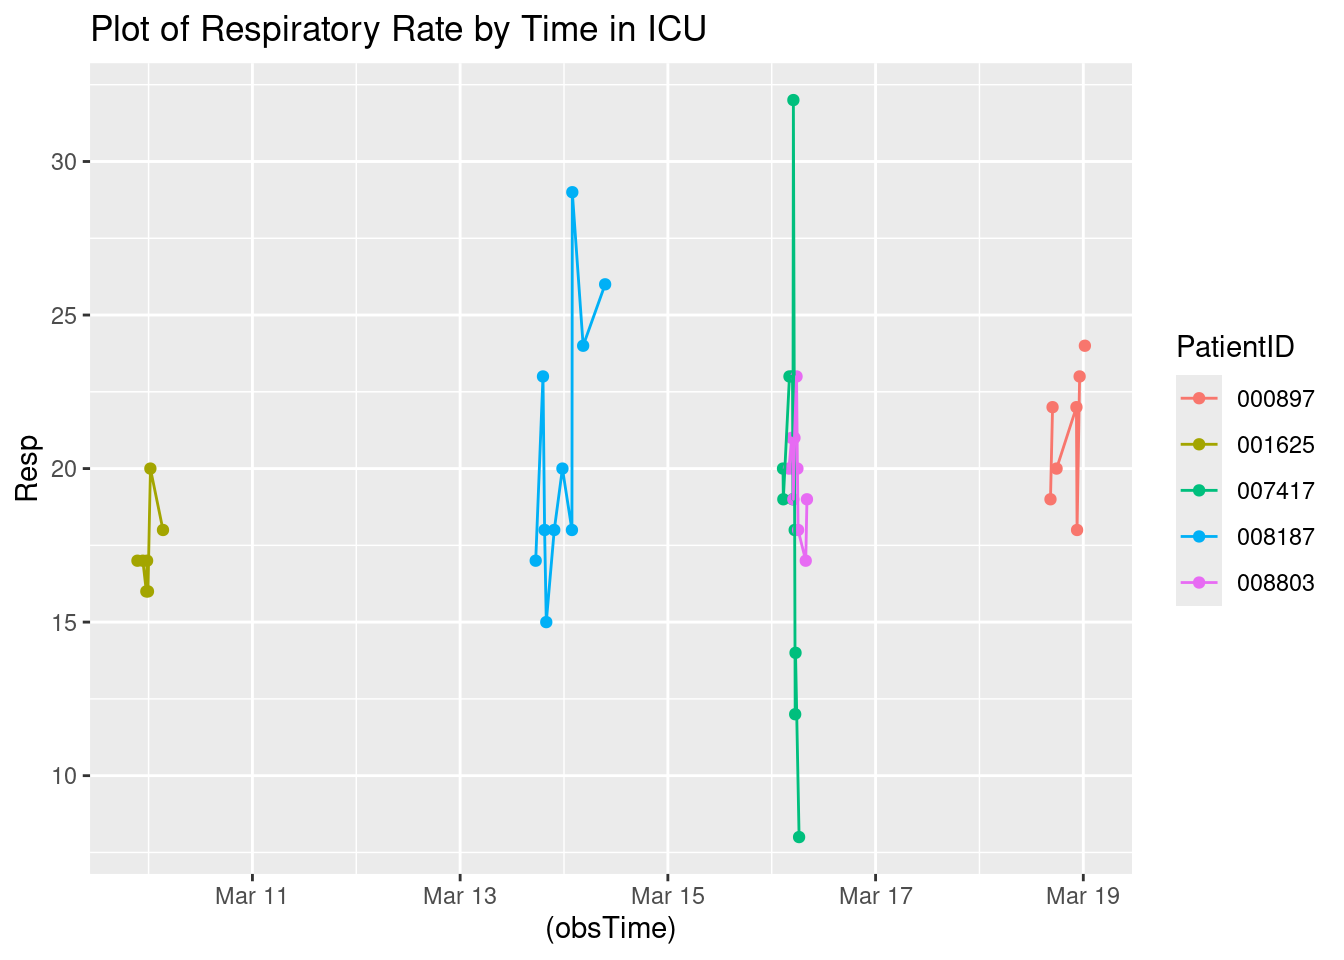 Plot of Respiratory Rate by Time in ICU
30
25
20
15
10
Resp
Mar 11 Mar 13 Mar 15 Mar 17 Mar 19
(obsTime)
PatientID
000897
001625
007417
008187
008803